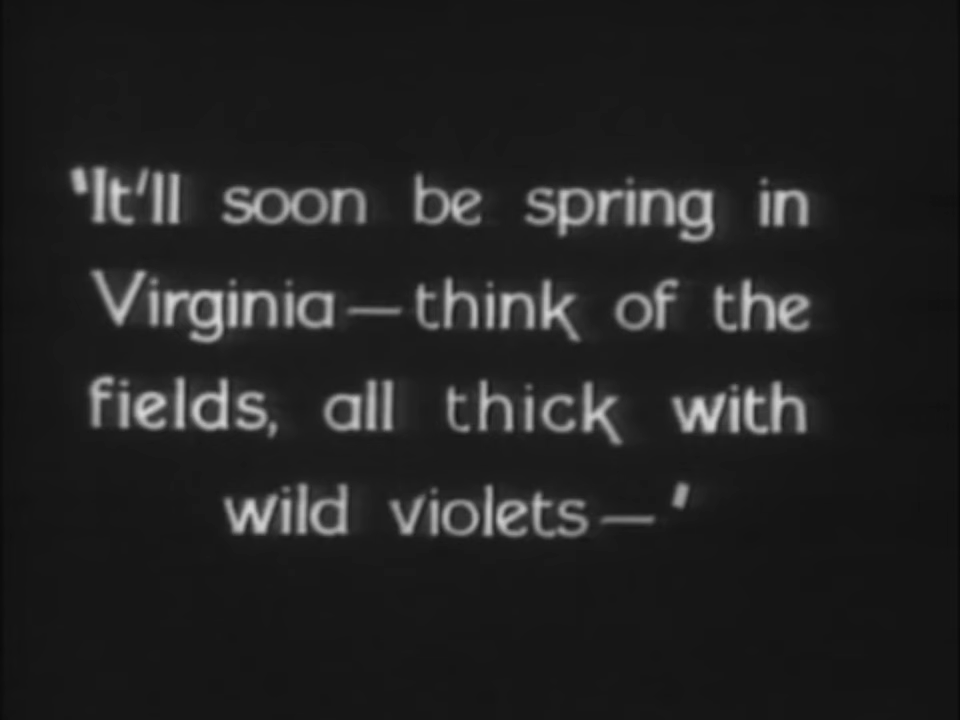 "It'll soon be spring in
Virginia—think of the
fields, all thick with
wild violets—"